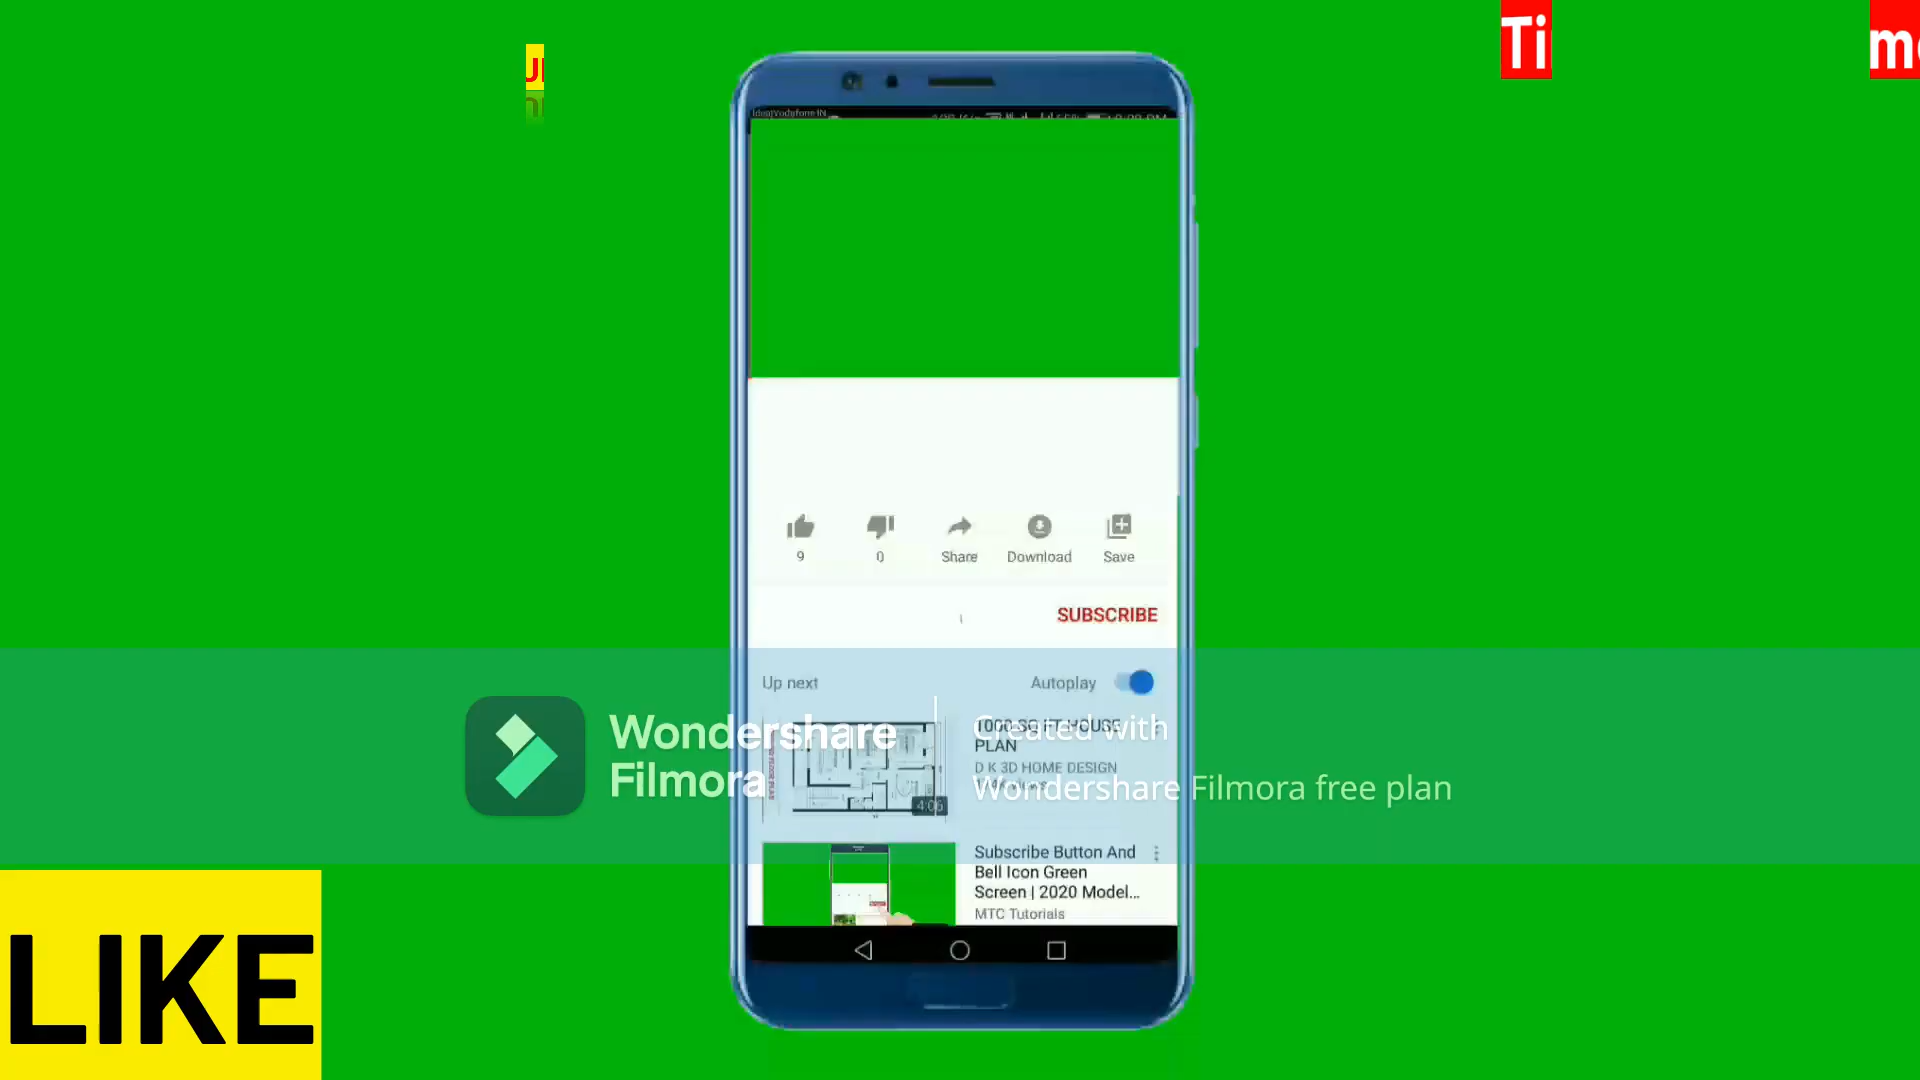 Ti
9
0
Share
Download
Save
SUBSCRIBE
Up next
Autoplay
Wondershare
Filmora
Created with
Wondershare Filmora free plan
1000 SQ FT HOUSE
PLAN
D K 3D HOME DESIGN
4:06
Subscribe Button And
Bell Icon Green
Screen | 2020 Model...
MTC Tutorials
LIKE